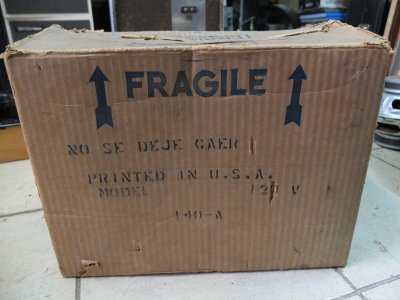 FRAGILE
NO SE DEJE CAER
PRINTED IN U.S.A.
MODEL 130 V
140-A